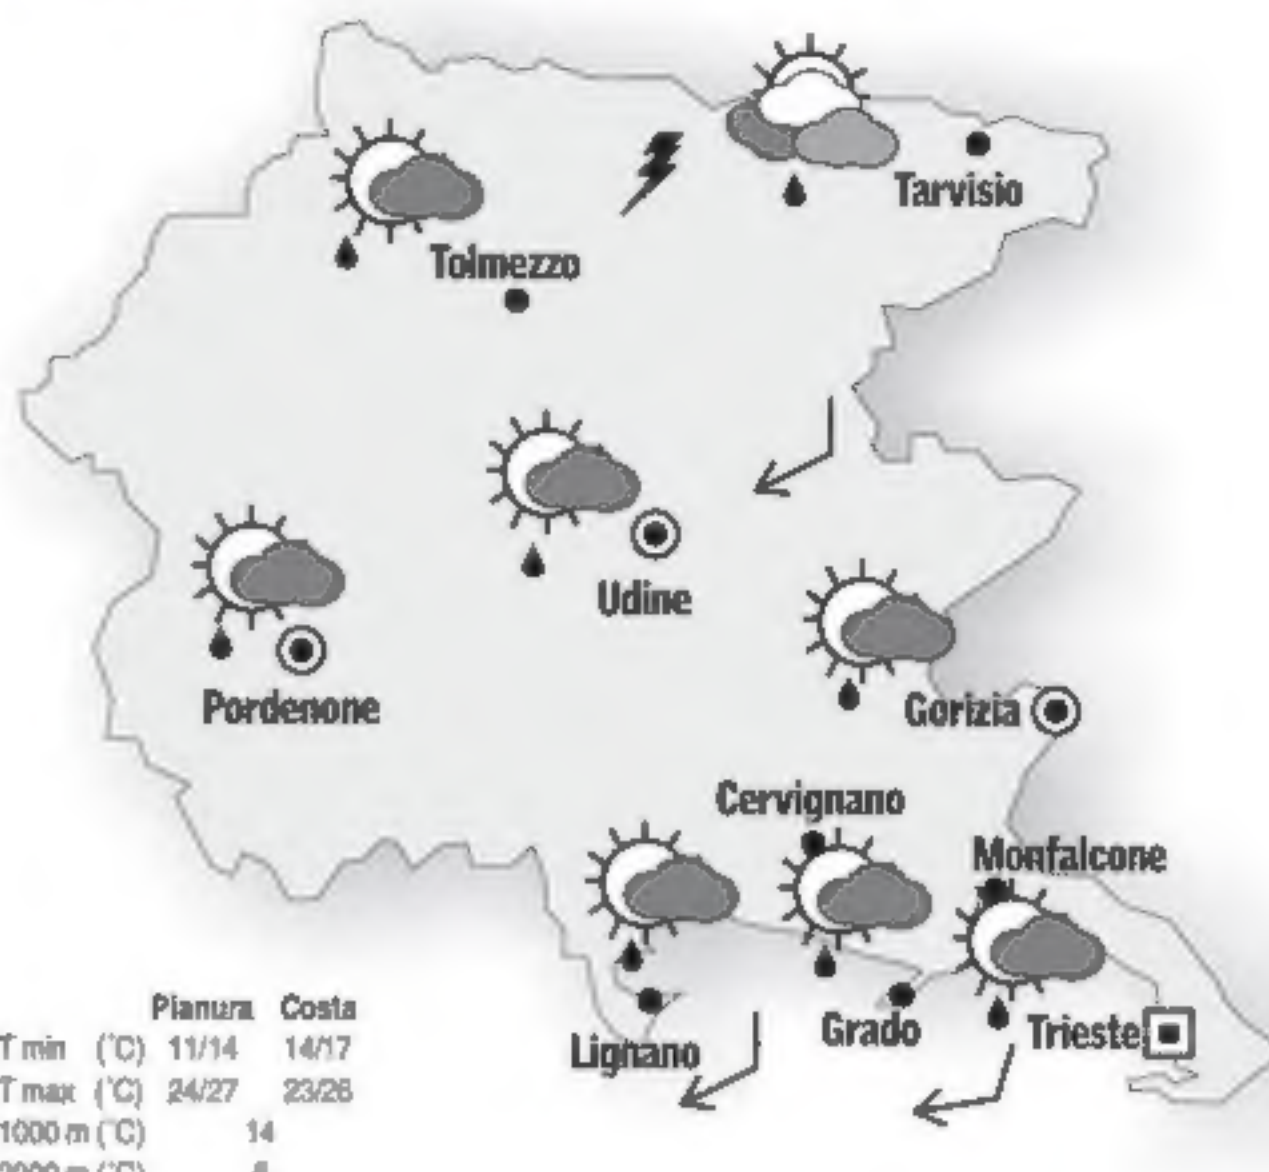 Tarvisio
Tolmezzo
Udine
Pordenone
Gorizia
Cervignano
Monfalcone
Grado
Trieste
Lignano
Pianura Costa
T min (°C) 11/14 14/17
T max (°C) 24/27 23/26
1000 m (°C) 14
m (°C)